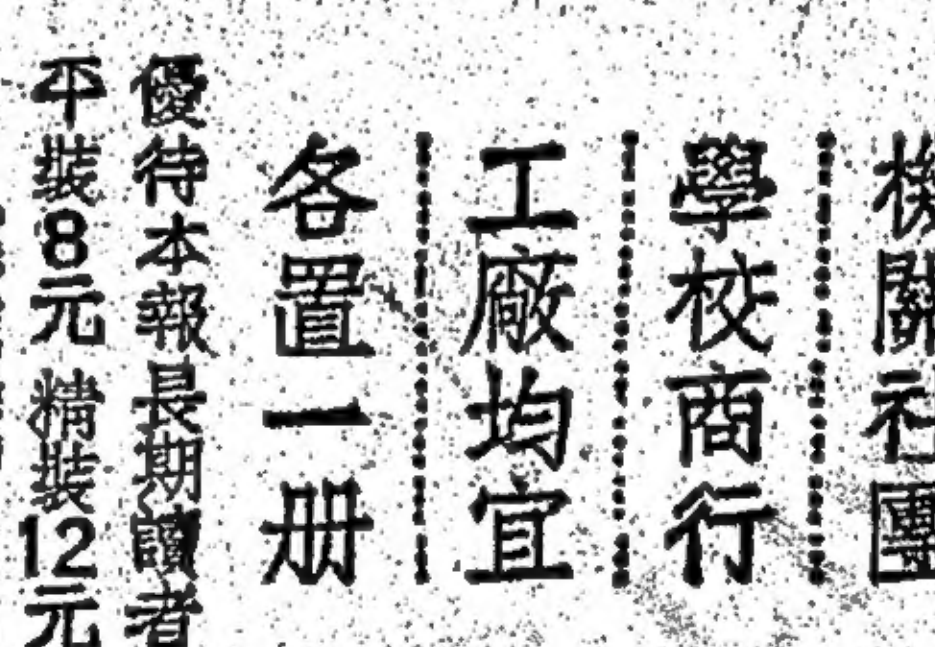 機關社團
學校商行
工廠均宜
各置一册
優待本報長期讀者
平裝8元 精裝12元